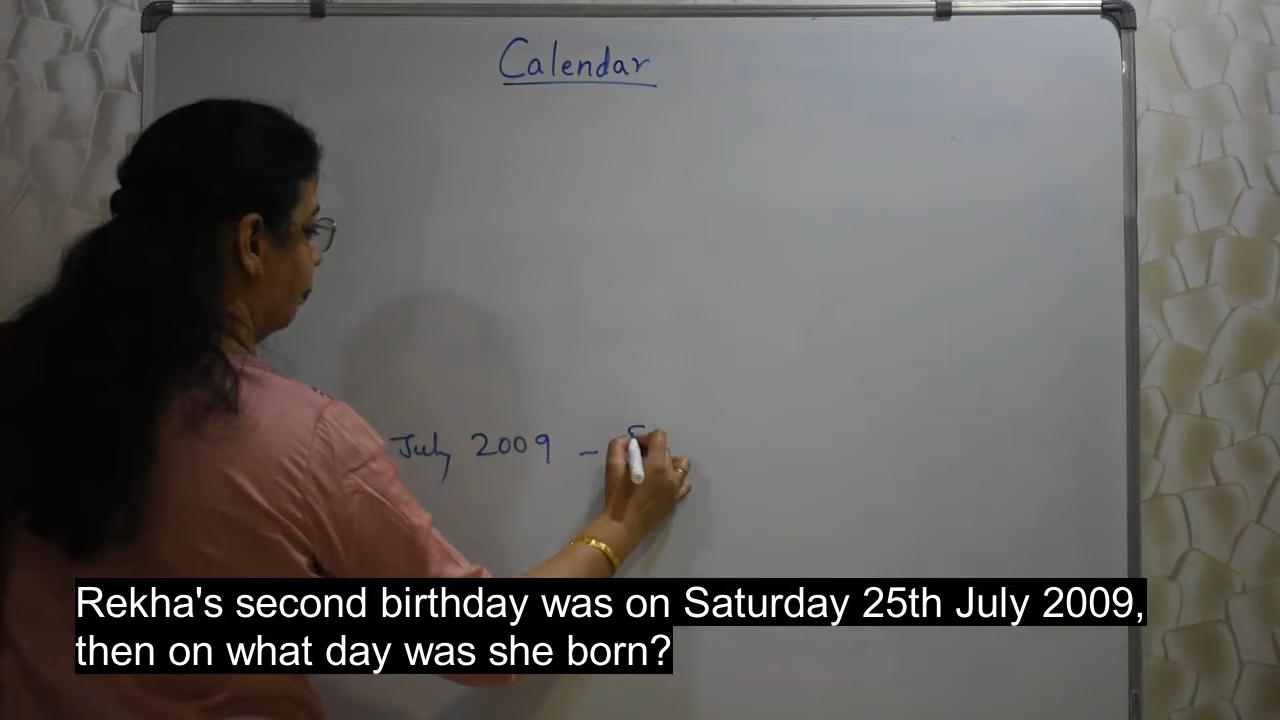 Calendar
July 2009 -
Rekha's second birthday was on Saturday 25th July 2009,
then on what day was she born?